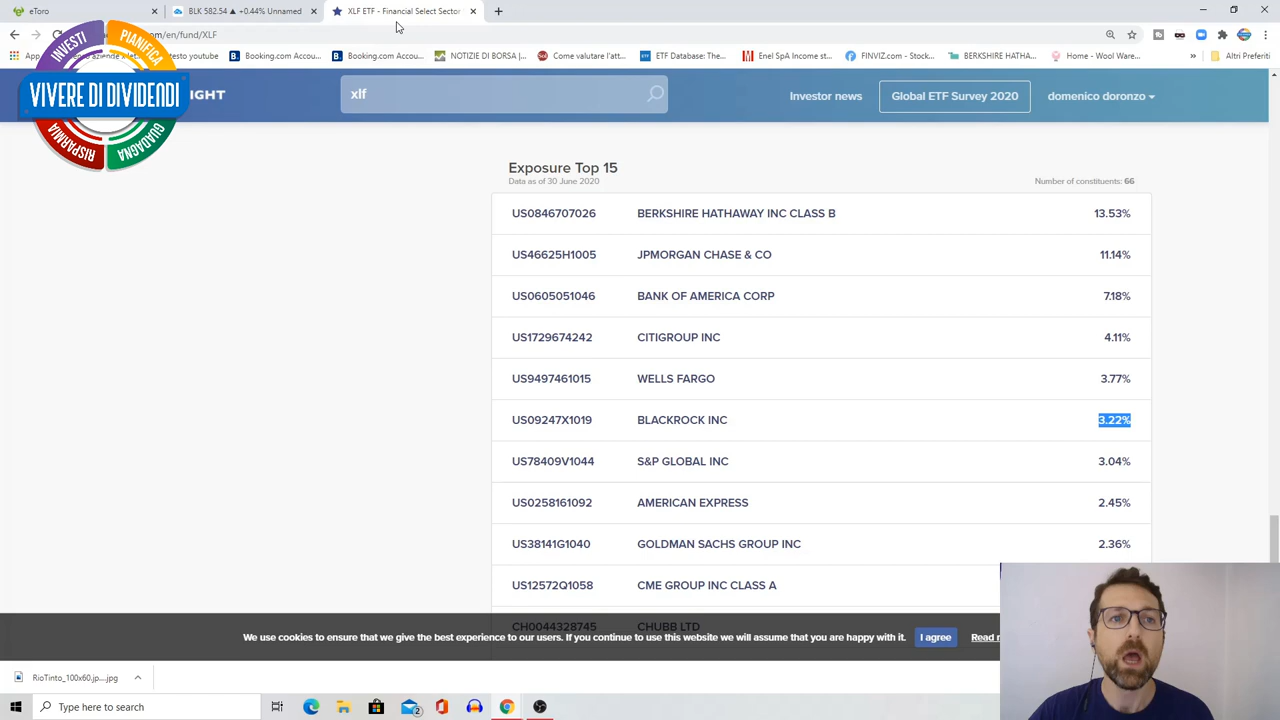 eToro
BLK 582.54 ▲ +0.44% Unnamed
XLF ETF - Financial Select Sector
en/fund/XLF
Booking.com Accou...
Booking.com Accou...
NOTIZIE DI BORSA |...
Come valutare l'att...
ETF Database: The...
Enel SpA Income st...
FINVIZ.com - Stock...
BERKSHIRE HATHA...
Home – Wool Ware...
»
Altri Preferiti
INVESTI
PIANIFICA
VIVERE DI DIVIDENDI
RISPARMIA
GUADAGNA
xlf
Investor news
Global ETF Survey 2020
domenico doronzo
Exposure Top 15
Data as of 30 June 2020
Number of constituents: 66
US0846707026 BERKSHIRE HATHAWAY INC CLASS B 13.53%
US46625H1005 JPMORGAN CHASE & CO 11.14%
US0605051046 BANK OF AMERICA CORP 7.18%
US1729674242 CITIGROUP INC 4.11%
US9497461015 WELLS FARGO 3.77%
US09247X1019 BLACKROCK INC 3.22%
US78409V1044 S&P GLOBAL INC 3.04%
US0258161092 AMERICAN EXPRESS 2.45%
US38141G1040 GOLDMAN SACHS GROUP INC 2.36%
US12572Q1058 CME GROUP INC CLASS A
CH0044328745 CHUBB LTD
We use cookies to ensure that we give the best experience to our users. If you continue to use this website we will assume that you are happy with it.
I agree
Read
RioTinto_100x60.jp....jpg
Type here to search
2